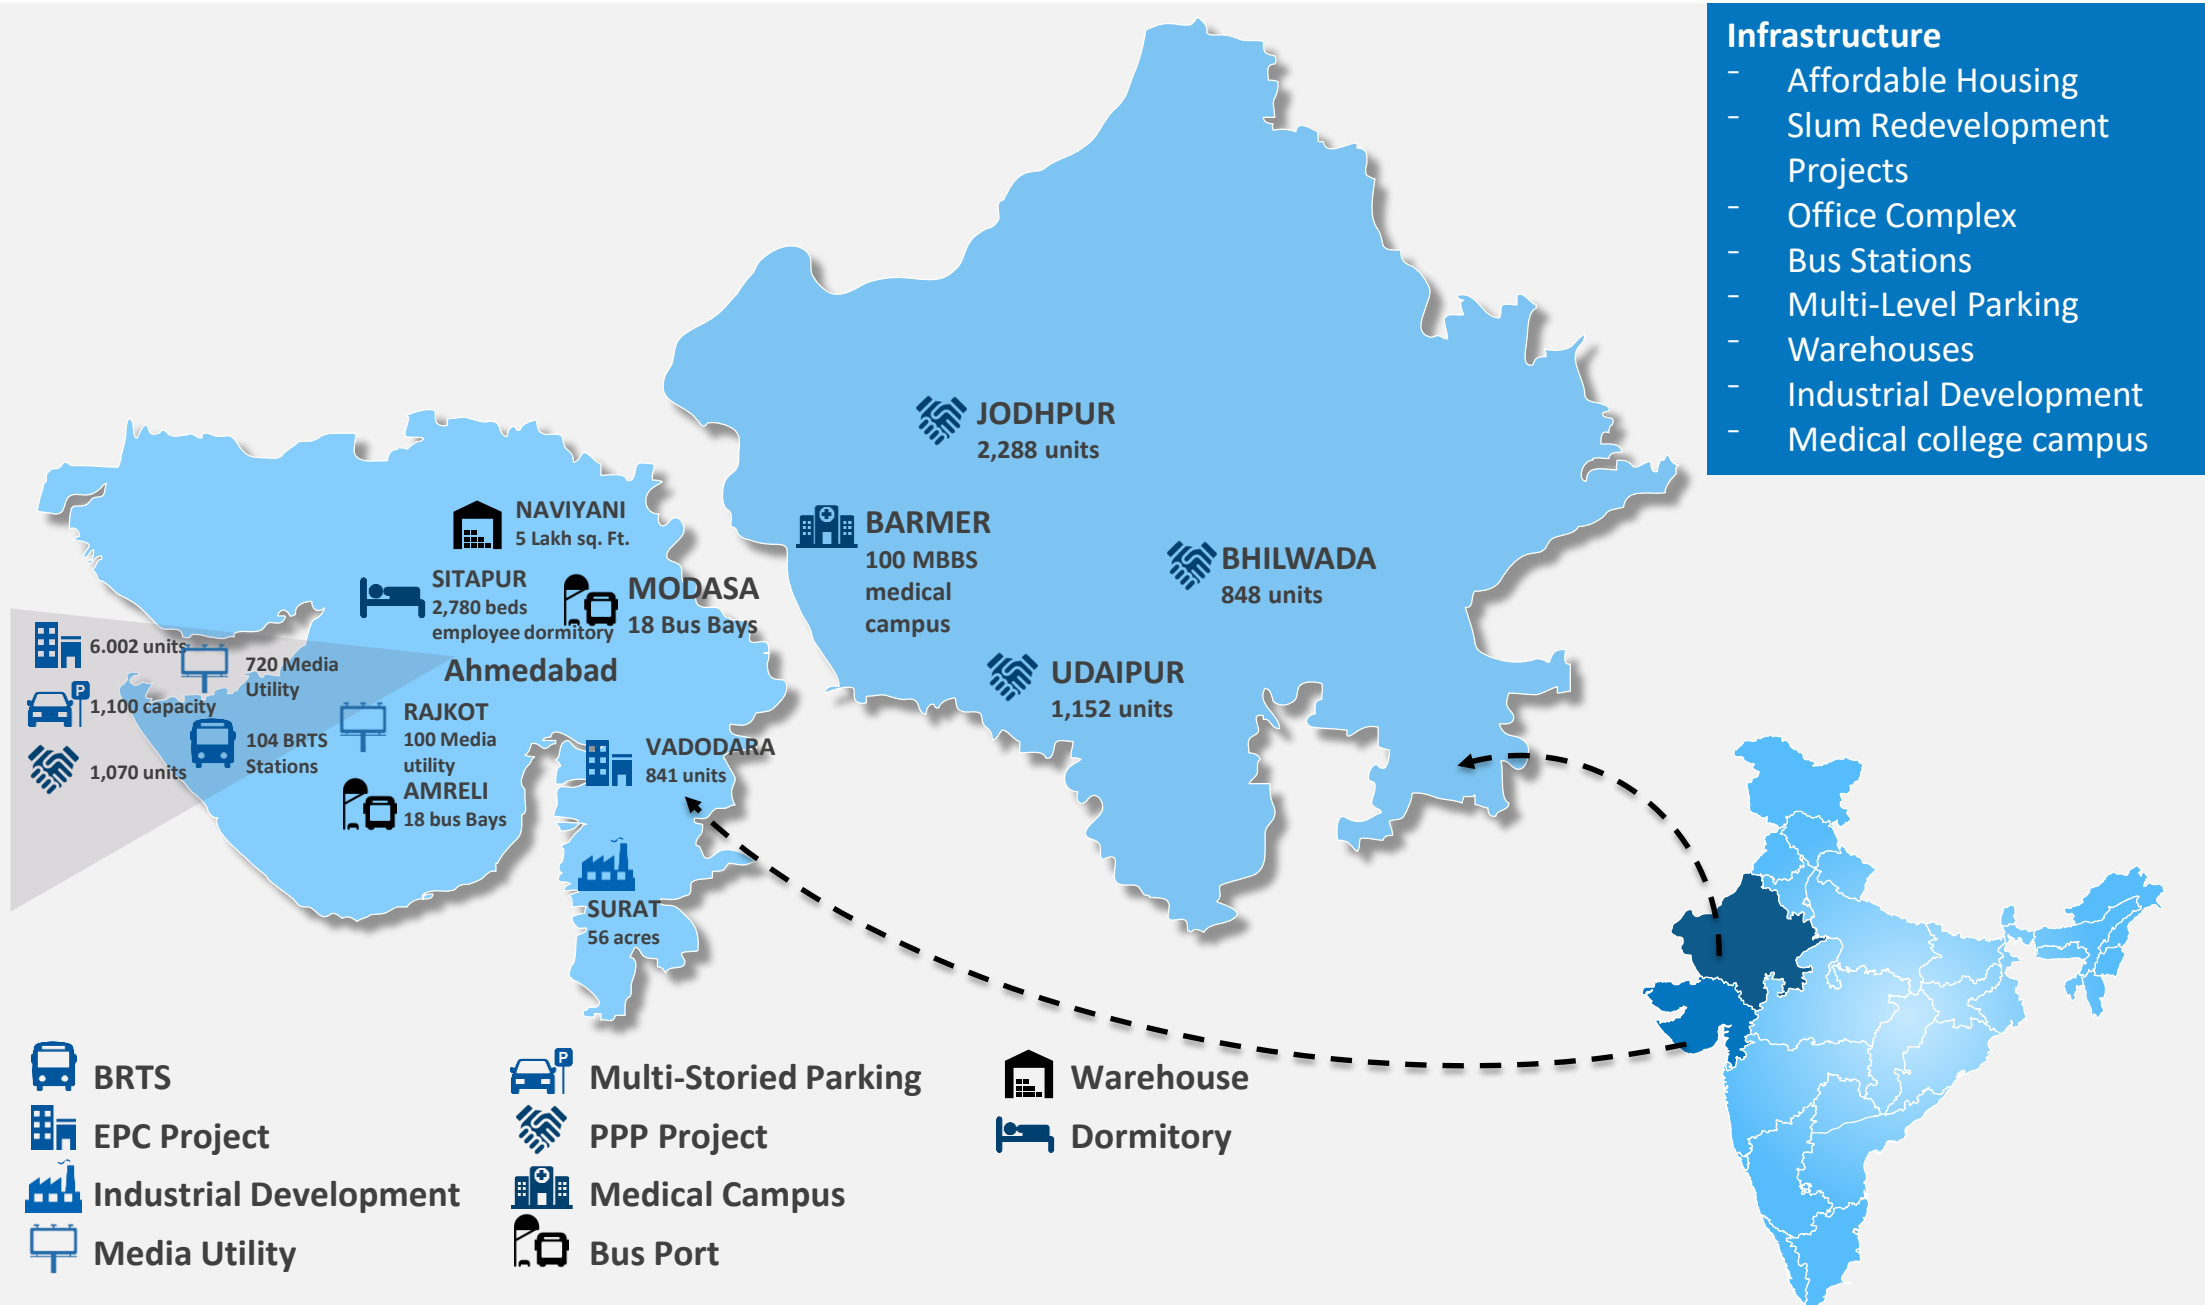 Infrastructure
- Affordable Housing
- Slum Redevelopment
Projects
- Office Complex
- Bus Stations
- Multi-Level Parking
- Warehouses
- Industrial Development
- Medical college campus
JODHPUR
2,288 units
BARMER
100 MBBS
medical
campus
BHILWADA
848 units
UDAIPUR
1,152 units
NAVIYANI
5 Lakh sq. Ft.
SITAPUR
2,780 beds
employee dormitory
MODASA
18 Bus Bays
Ahmedabad
6.002 units
720 Media
Utility
P
1,100 capacity
104 BRTS
Stations
1,070 units
RAJKOT
100 Media
utility
AMRELI
18 bus Bays
VADODARA
841 units
SURAT
56 acres
BRTS
EPC Project
Industrial Development
Media Utility
P
Multi-Storied Parking
PPP Project
Medical Campus
Bus Port
Warehouse
Dormitory